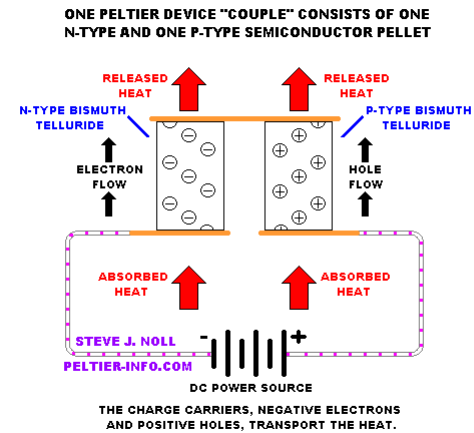 ONE PELTIER DEVICE "COUPLE" CONSISTS OF ONE
N-TYPE AND ONE P-TYPE SEMICONDUCTOR PELLET
RELEASED
HEAT
RELEASED
HEAT
N-TYPE BISMUTH
TELLURIDE
P-TYPE BISMUTH
TELLURIDE
ELECTRON
FLOW
HOLE
FLOW
ABSORBED
HEAT
ABSORBED
HEAT
STEVE J. NOLL
PELTIER-INFO.COM
- +
DC POWER SOURCE
THE CHARGE CARRIERS, NEGATIVE ELECTRONS
AND POSITIVE HOLES, TRANSPORT THE HEAT.